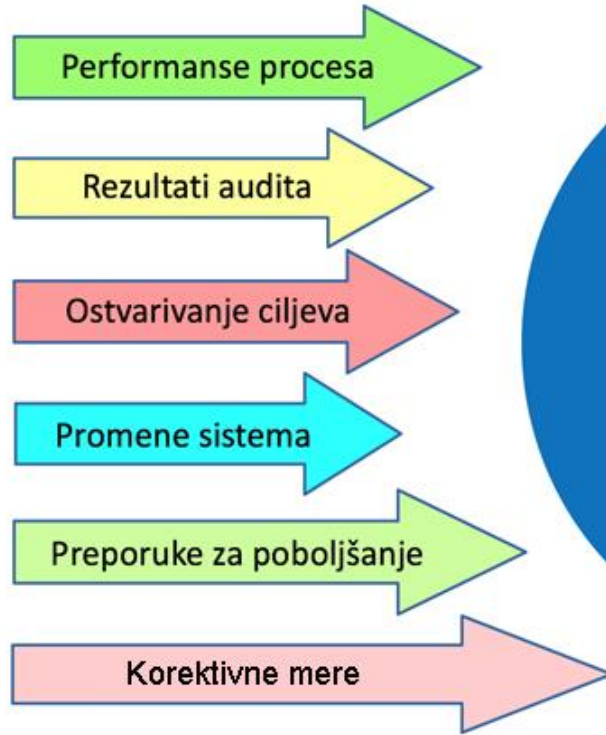 Performanse procesa
Rezultati audita
Ostvarivanje ciljeva
Promene sistema
Preporuke za poboljšanje
Korektivne mere